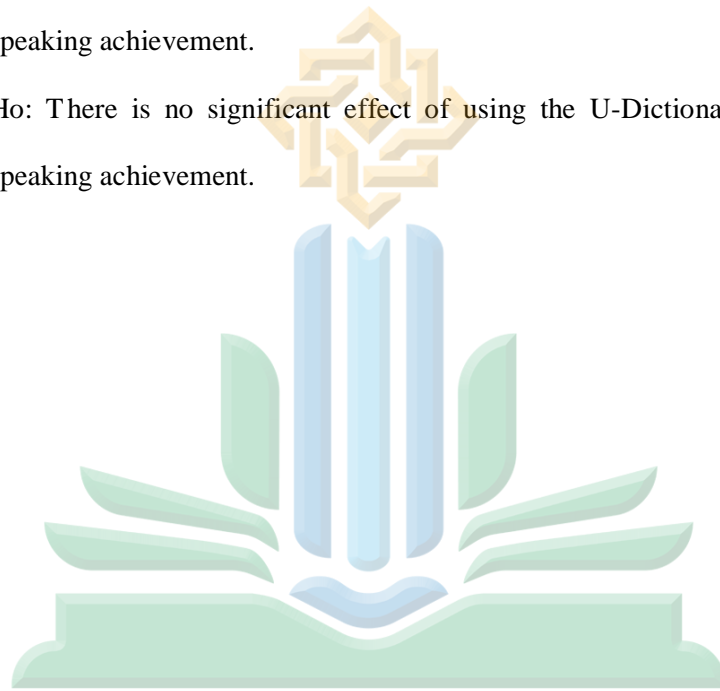 peaking achievement.
Ho: There is no significant effect of using the U-Dictiona
peaking achievement.